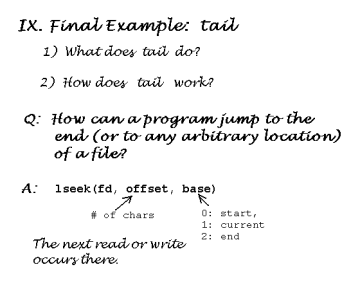 IX. Final Example: tail
1) What does tail do?
2) How does tail work?
Q: How can a program jump to the
end (or to any arbitrary location)
of a file?
A: lseek(fd, offset, base)
# of chars
0: start,
1: current
2: end
The next read or write
occurs there.